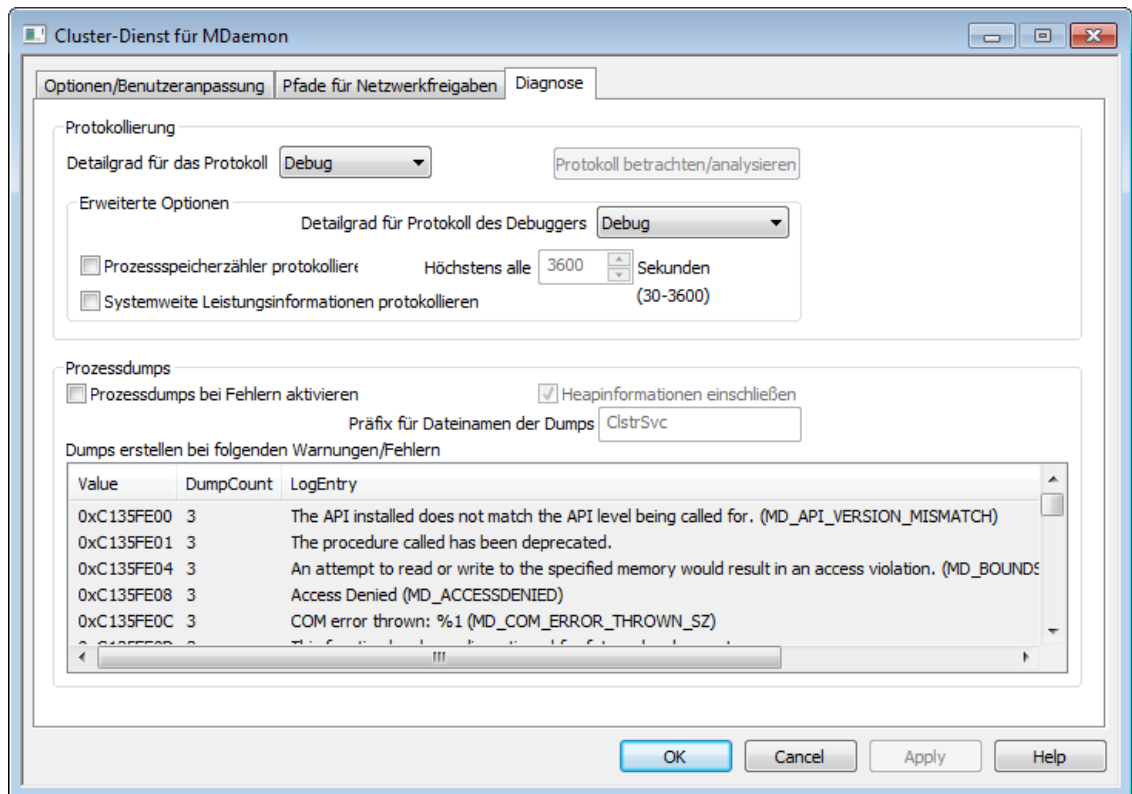 Cluster-Dienst für MDaemon
Optionen/Benutzeranpassung Pfade für Netzwerkfreigaben Diagnose
Protokollierung
Detailgrad für das Protokoll Debug Protokoll betrachten/analysieren
Erweiterte Optionen
Detailgrad für Protokoll des Debuggers Debug
Prozessspeicherzähler protokolliere Höchstens alle 3600 Sekunden
(30-3600)
Systemweite Leistungsinformationen protokollieren
Prozessdumps
Prozessdumps bei Fehlern aktivieren Heapinformationen einschließen
Präfix für Dateinamen der Dumps ClstrSvc
Dumps erstellen bei folgenden Warnungen/Fehlern
Value DumpCount LogEntry
0xC135FE00 3 The API installed does not match the API level being called for. (MD_API_VERSION_MISMATCH)
0xC135FE01 3 The procedure called has been deprecated.
0xC135FE04 3 An attempt to read or write to the specified memory would result in an access violation. (MD_BOUNDS
0xC135FE08 3 Access Denied (MD_ACCESSDENIED)
0xC135FE0C 3 COM error thrown: %1 (MD_COM_ERROR_THROWN_SZ)
OK Cancel Apply Help